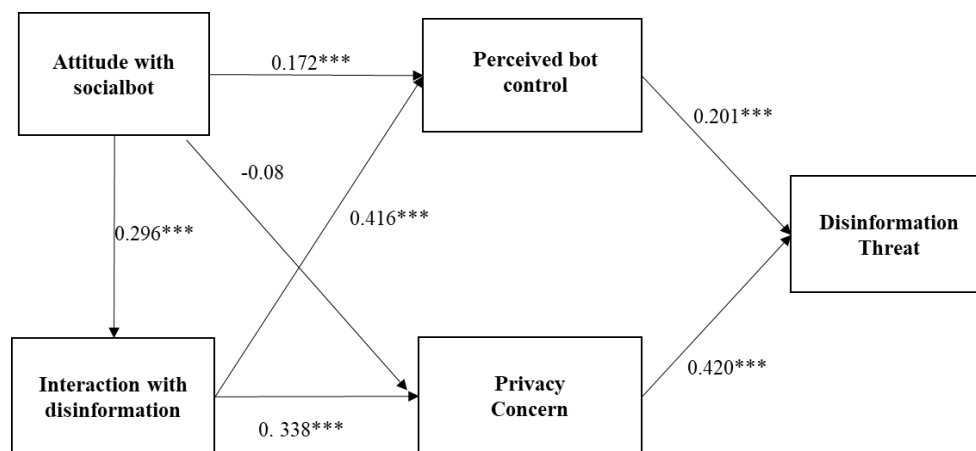 Attitude with
socialbot
0.172***
Perceived bot
control
0.201***
-0.08
0.416***
0.296***
Disinformation
Threat
Interaction with
disinformation
0. 338***
Privacy
Concern
0.420***